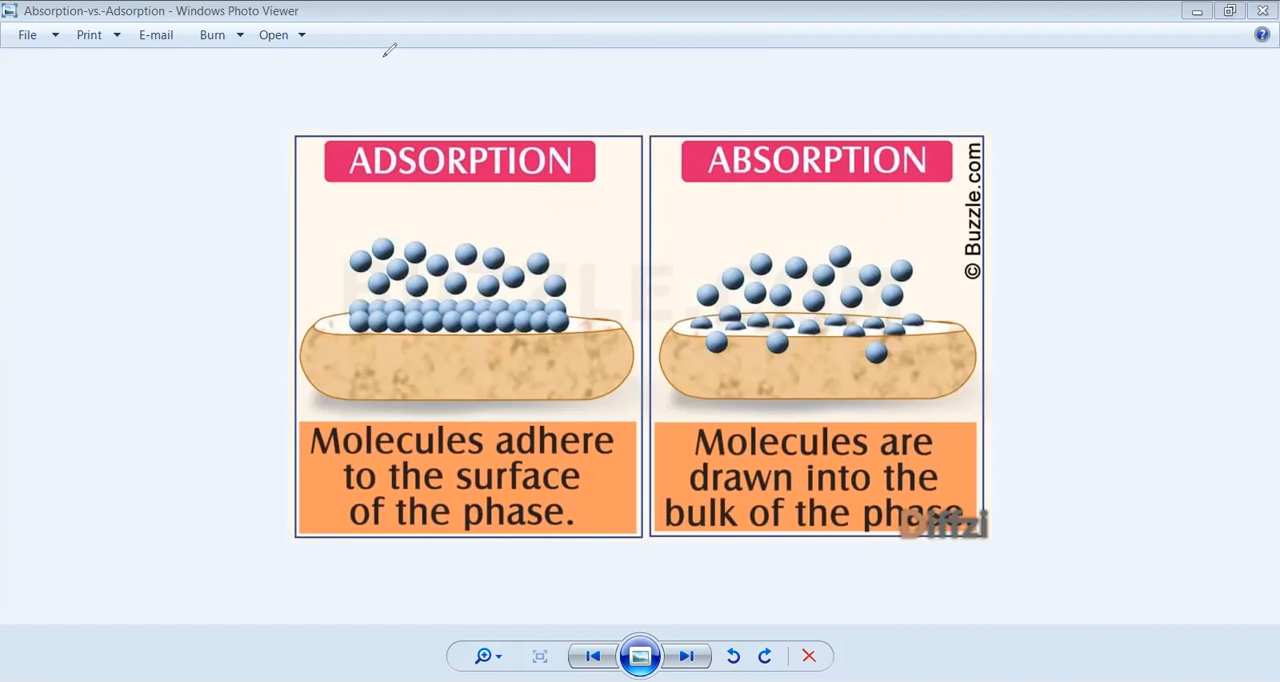 Absorption-vs.-Adsorption - Windows Photo Viewer
File Print E-mail Burn Open
ADSORPTION
Molecules adhere
to the surface
of the phase.
ABSORPTION
© Buzzle.com
Molecules are
drawn into the
bulk of the phase
Diffzi